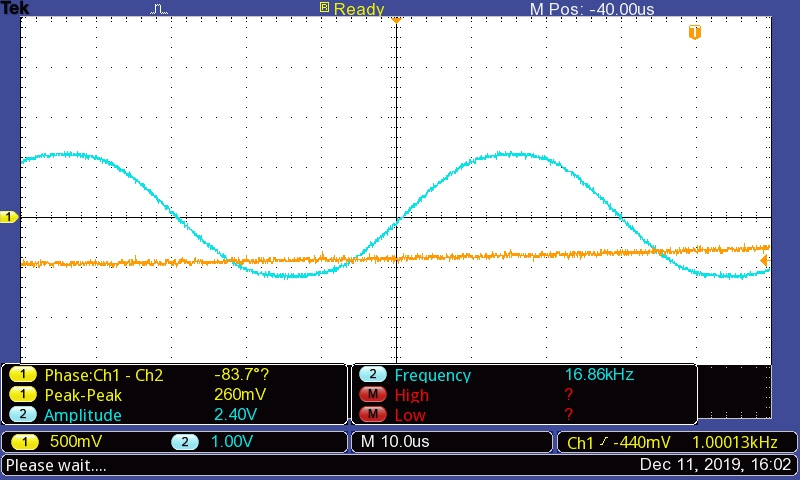 Tek R Ready M Pos: -40.00us
T
1
1 Phase:Ch1 - Ch2 -83.7°?
1 Peak-Peak 260mV
2 Amplitude 2.40V
2 Frequency 16.86kHz
M High ?
M Low ?
1 500mV 2 1.00V M 10.0us Ch1 -440mV 1.00013kHz
Please wait.... Dec 11, 2019, 16:02